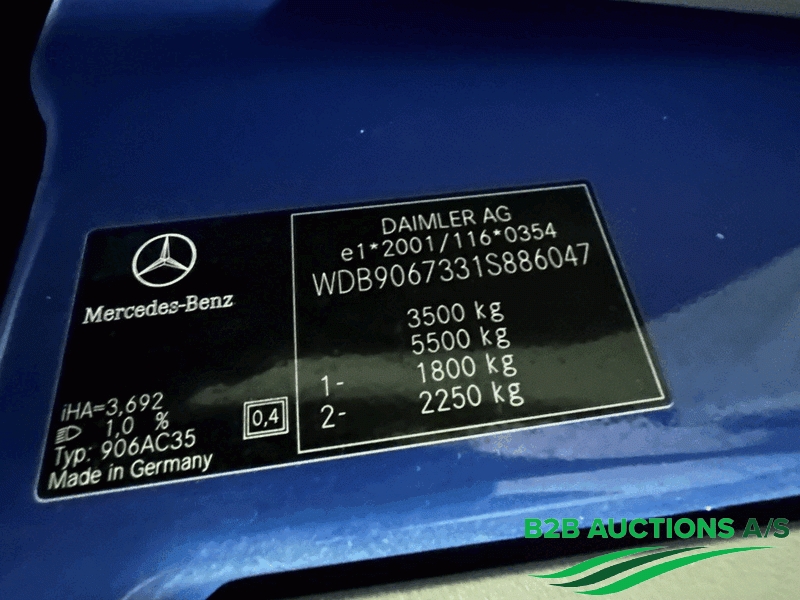 Mercedes-Benz
iHA=3,692
1,0 %
Typ: 906AC35
Made in Germany
0,4
DAIMLER AG
e1*2001/116*0354
WDB9067331S886047
3500 kg
5500 kg
1- 1800 kg
2- 2250 kg
B2B AUCTIONS A/S